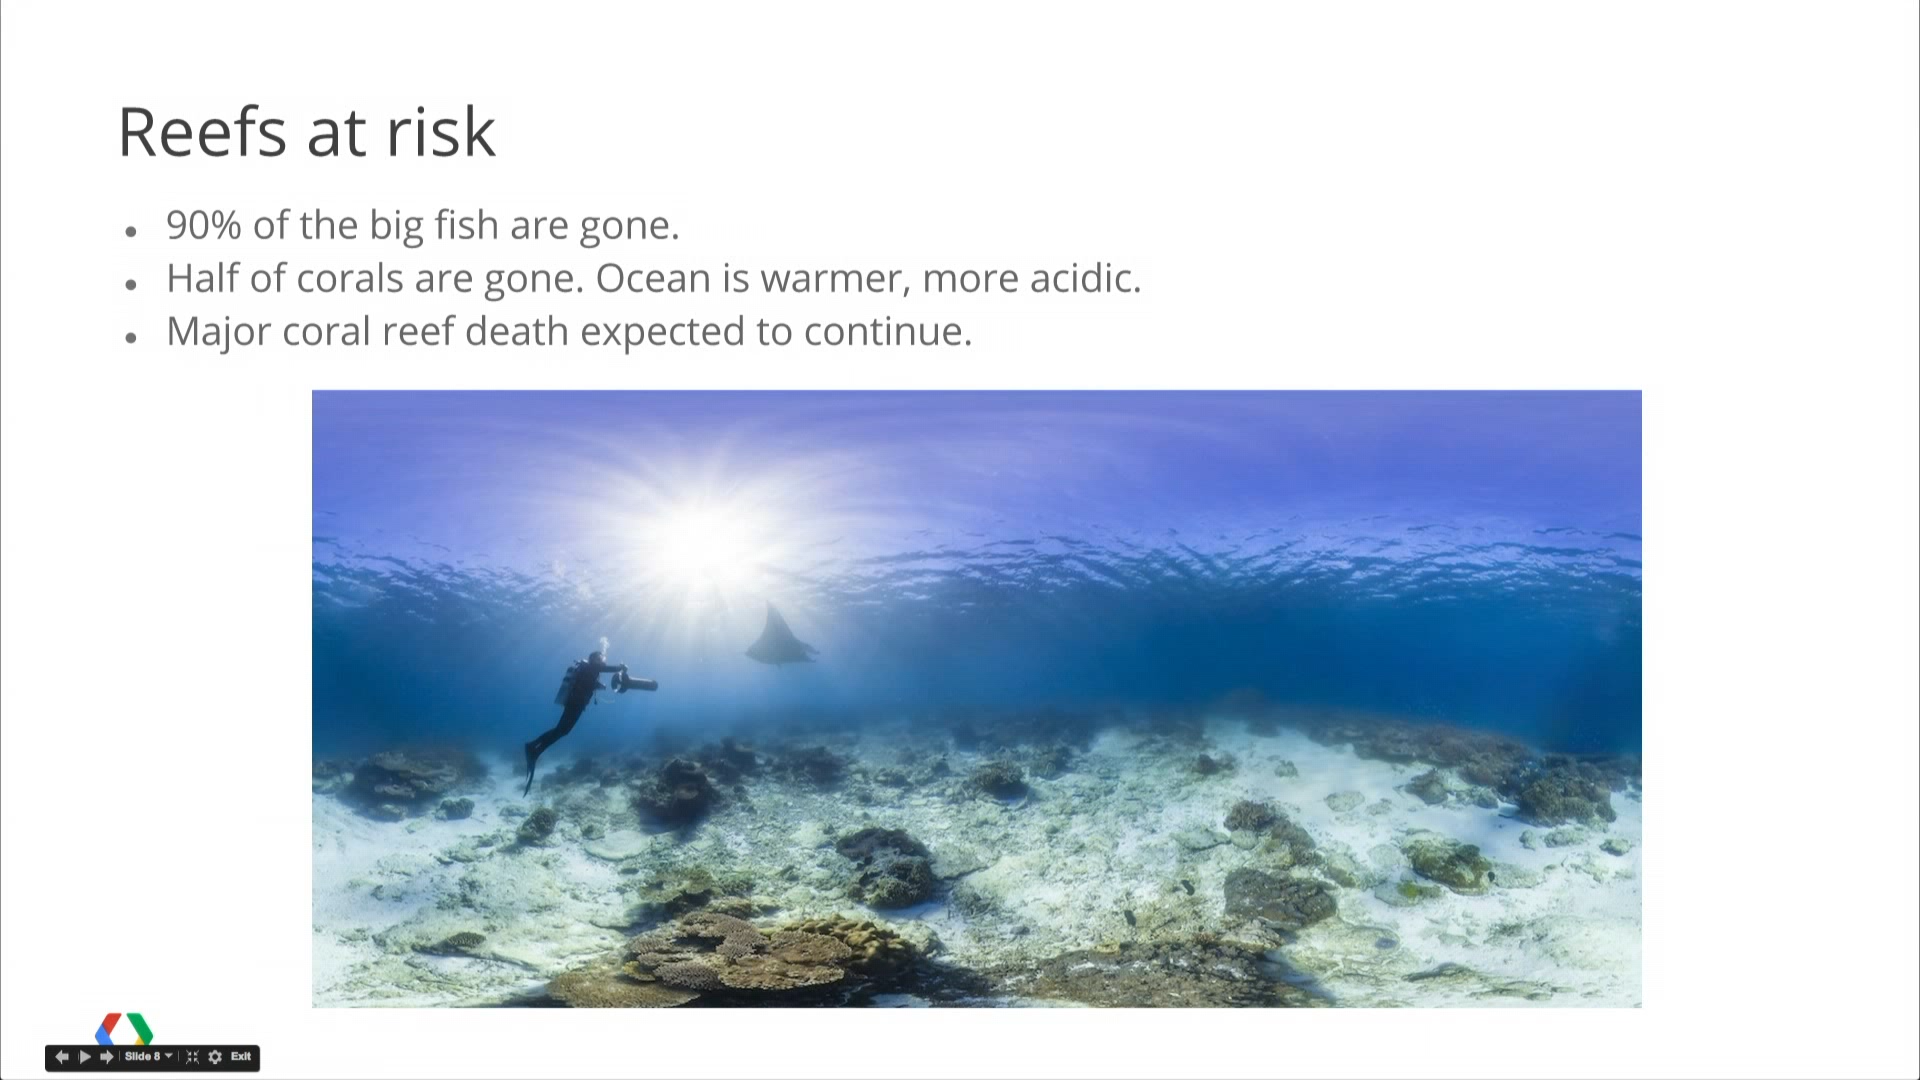 Reefs at risk
• 90% of the big fish are gone.
• Half of corals are gone. Ocean is warmer, more acidic.
• Major coral reef death expected to continue.
Slide 8 Exit